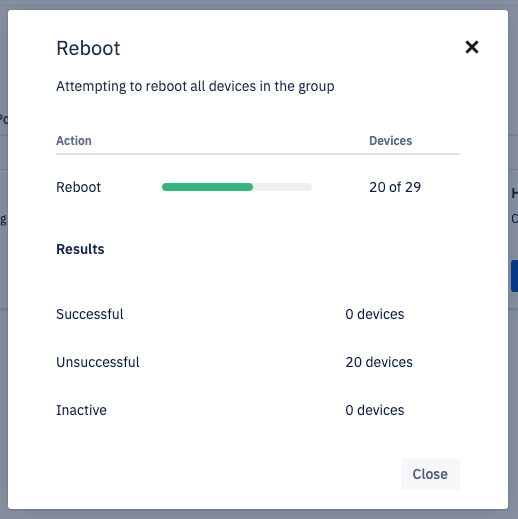 Reboot
Attempting to reboot all devices in the group
Action Devices
Reboot 20 of 29
Results
Successful 0 devices
Unsuccessful 20 devices
Inactive 0 devices
Close